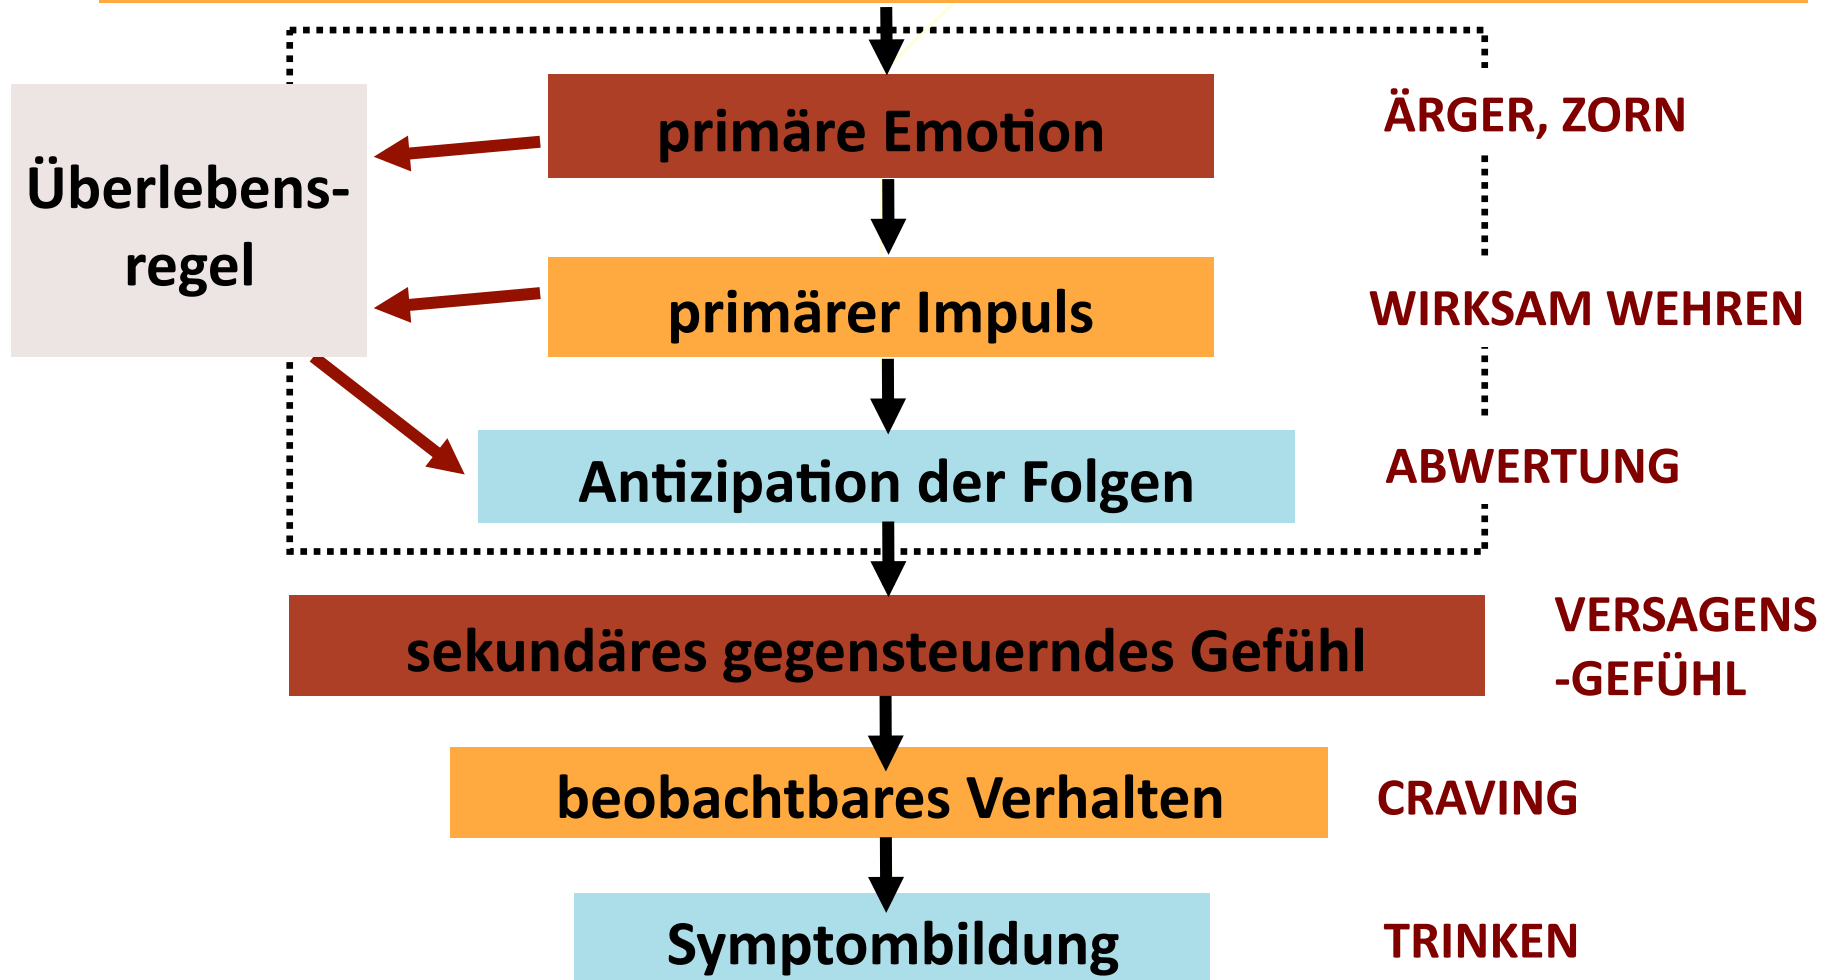 primäre Emotion
ÄRGER, ZORN
Überlebens-
regel
primärer Impuls
WIRKSAM WEHREN
Antizipation der Folgen
ABWERTUNG
sekundäres gegensteuerndes Gefühl
VERSAGENS
-GEFÜHL
beobachtbares Verhalten
CRAVING
Symptombildung
TRINKEN